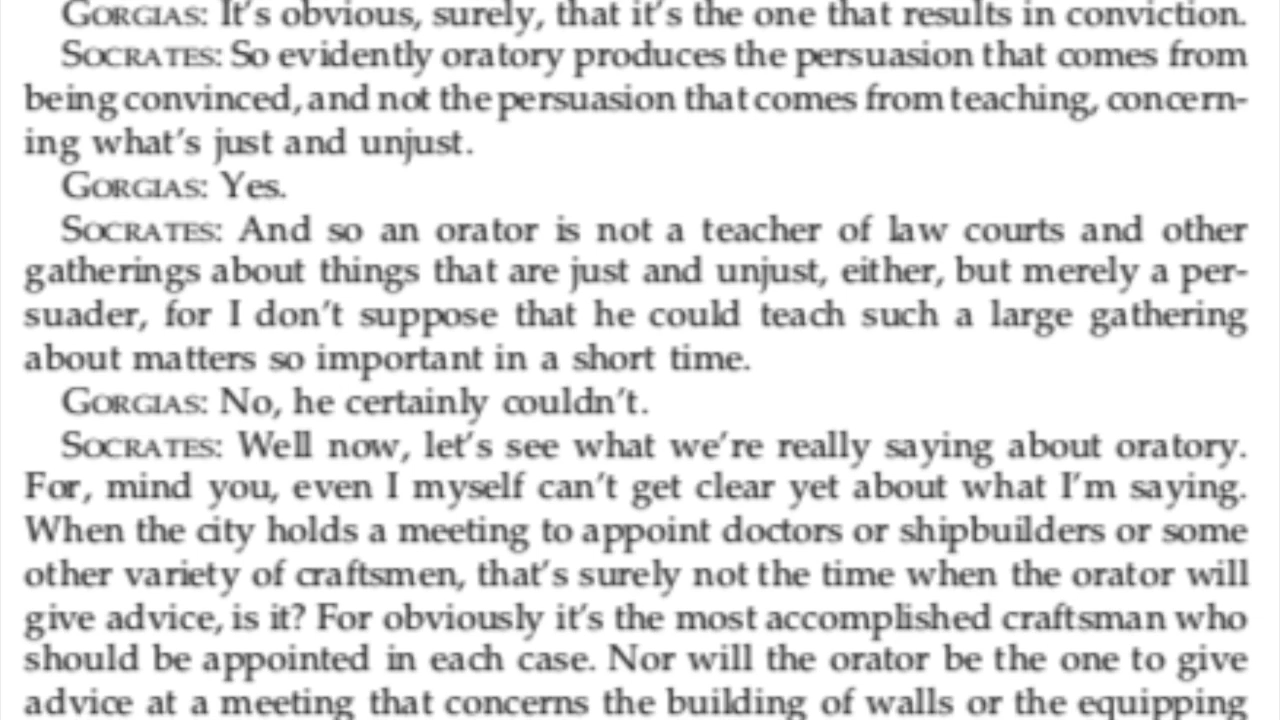 GORGIAS: It's obvious, surely, that it's the one that results in conviction.
SOCRATES: So evidently oratory produces the persuasion that comes from
being convinced, and not the persuasion that comes from teaching, concern-
ing what's just and unjust.
GORGIAS: Yes.
SOCRATES: And so an orator is not a teacher of law courts and other
gatherings about things that are just and unjust, either, but merely a per-
suader, for I don't suppose that he could teach such a large gathering
about matters so important in a short time.
GORGIAS: No, he certainly couldn't.
SOCRATES: Well now, let's see what we're really saying about oratory.
For, mind you, even I myself can't get clear yet about what I'm saying.
When the city holds a meeting to appoint doctors or shipbuilders or some
other variety of craftsmen, that's surely not the time when the orator will
give advice, is it? For obviously it's the most accomplished craftsman who
should be appointed in each case. Nor will the orator be the one to give
advice at a meeting that concerns the building of walls or the equipping